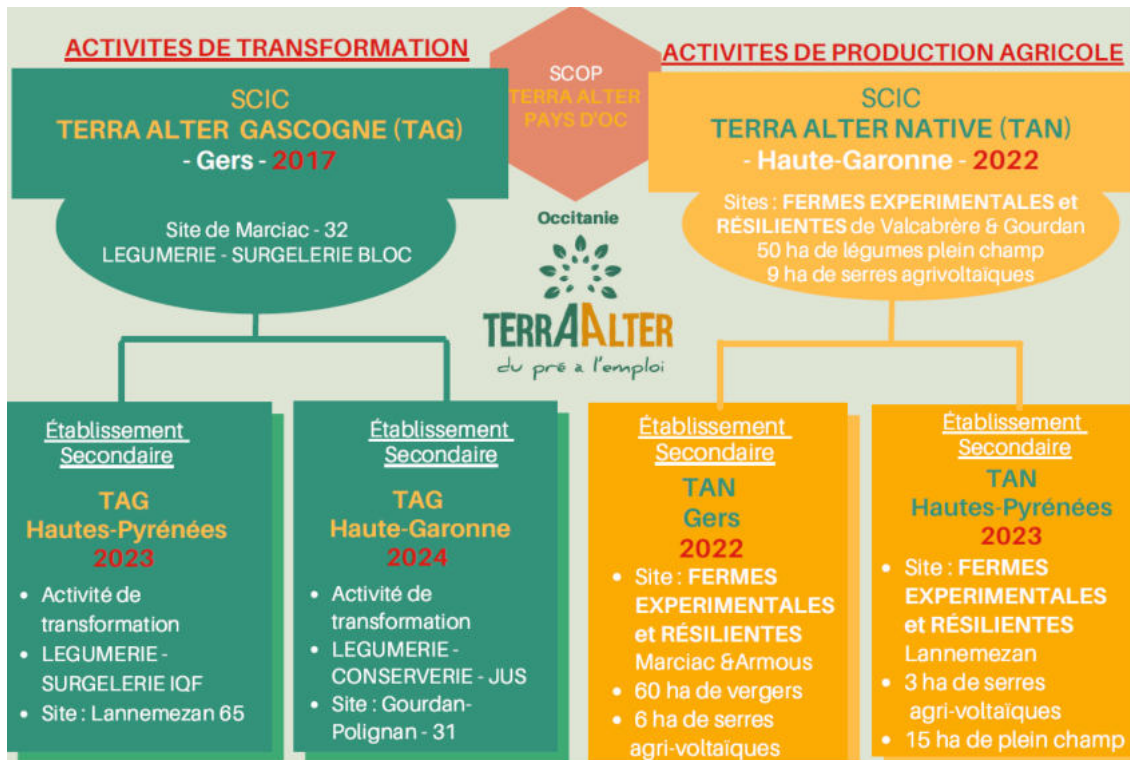 ACTIVITES DE TRANSFORMATION
SCIC
TERRA ALTER GASCOGNE (TAG)
- Gers - 2017
Site de Marciac - 32
LEGUMERIE - SURGELERIE BLOC
SCOP
TERRA ALTER
PAYS D'OC
Occitanie
TERRAALTER
du pré a l'emploi
ACTIVITES DE PRODUCTION AGRICOLE
SCIC
TERRA ALTER NATIVE (TAN)
- Haute-Garonne - 2022
Sites : FERMES EXPERIMENTALES et
RÉSILIENTES de Valcabrère & Gourdan
50 ha de légumes plein champ
9 ha de serres agrivoltaïques
Établissement
Secondaire
TAG
Hautes-Pyrénées
2023
• Activité de
transformation
• LEGUMERIE -
SURGELERIE IQF
• Site : Lannemezan 65
Établissement
Secondaire
TAG
Haute-Garonne
2024
• Activité de
transformation
• LEGUMERIE -
CONSERVERIE - JUS
• Site : Gourdan-
Polignan - 31
Établissement
Secondaire
TAN
Gers
2022
• Site : FERMES
EXPERIMENTALES
et RÉSILIENTES
Marciac &Armous
• 60 ha de vergers
• 6 ha de serres
agri-voltaïques
Établissement
Secondaire
TAN
Hautes-Pyrénées
2023
• Site : FERMES
EXPERIMENTALES
et RÉSILIENTES
Lannemezan
• 3 ha de serres
agri-voltaïques
• 15 ha de plein champ